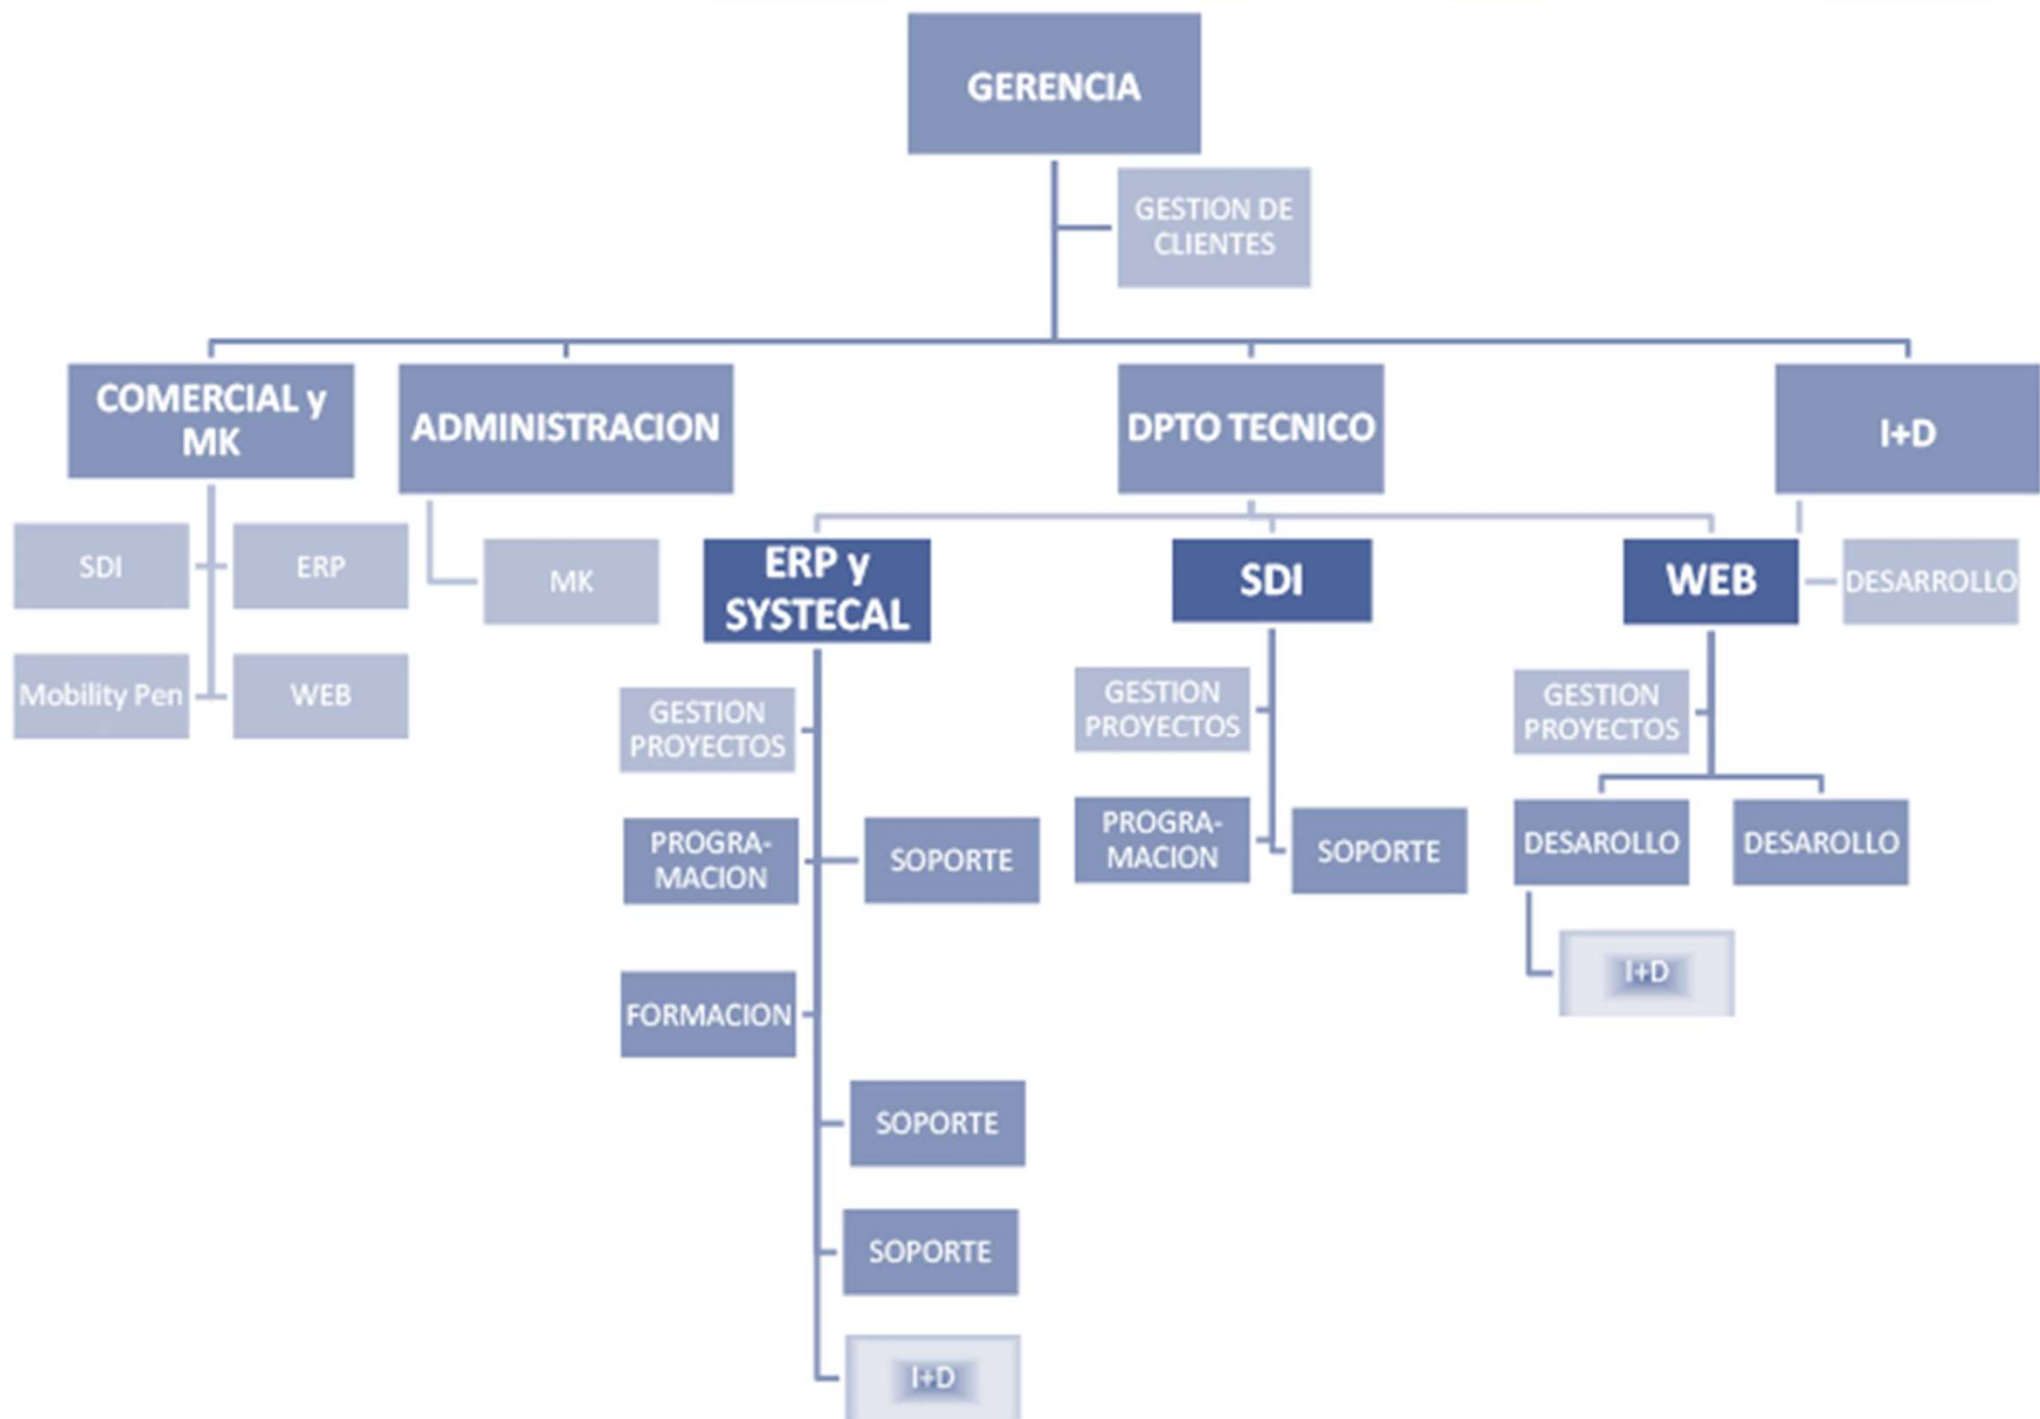 GERENCIA
GESTION DE
CLIENTES
COMERCIAL y
MK
ADMINISTRACION
DPTO TECNICO
I+D
SDI
ERP
Mobility Pen
WEB
MK
ERP y
SYSTECAL
SDI
WEB
DESARROLLO
GESTION
PROYECTOS
PROGRA-
MACION
SOPORTE
FORMACION
SOPORTE
SOPORTE
I+D
GESTION
PROYECTOS
PROGRA-
MACION
SOPORTE
GESTION
PROYECTOS
DESAROLLO
DESAROLLO
I+D